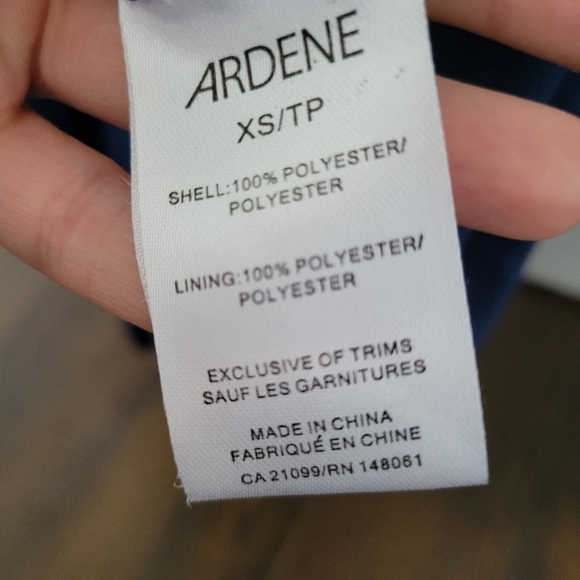 ARDENE
XS/TP
SHELL:100% POLYESTER/
POLYESTER
LINING:100% POLYESTER/
POLYESTER
EXCLUSIVE OF TRIMS
SAUF LES GARNITURES
MADE IN CHINA
FABRIQUÉ EN CHINE
CA 21099/RN 148061